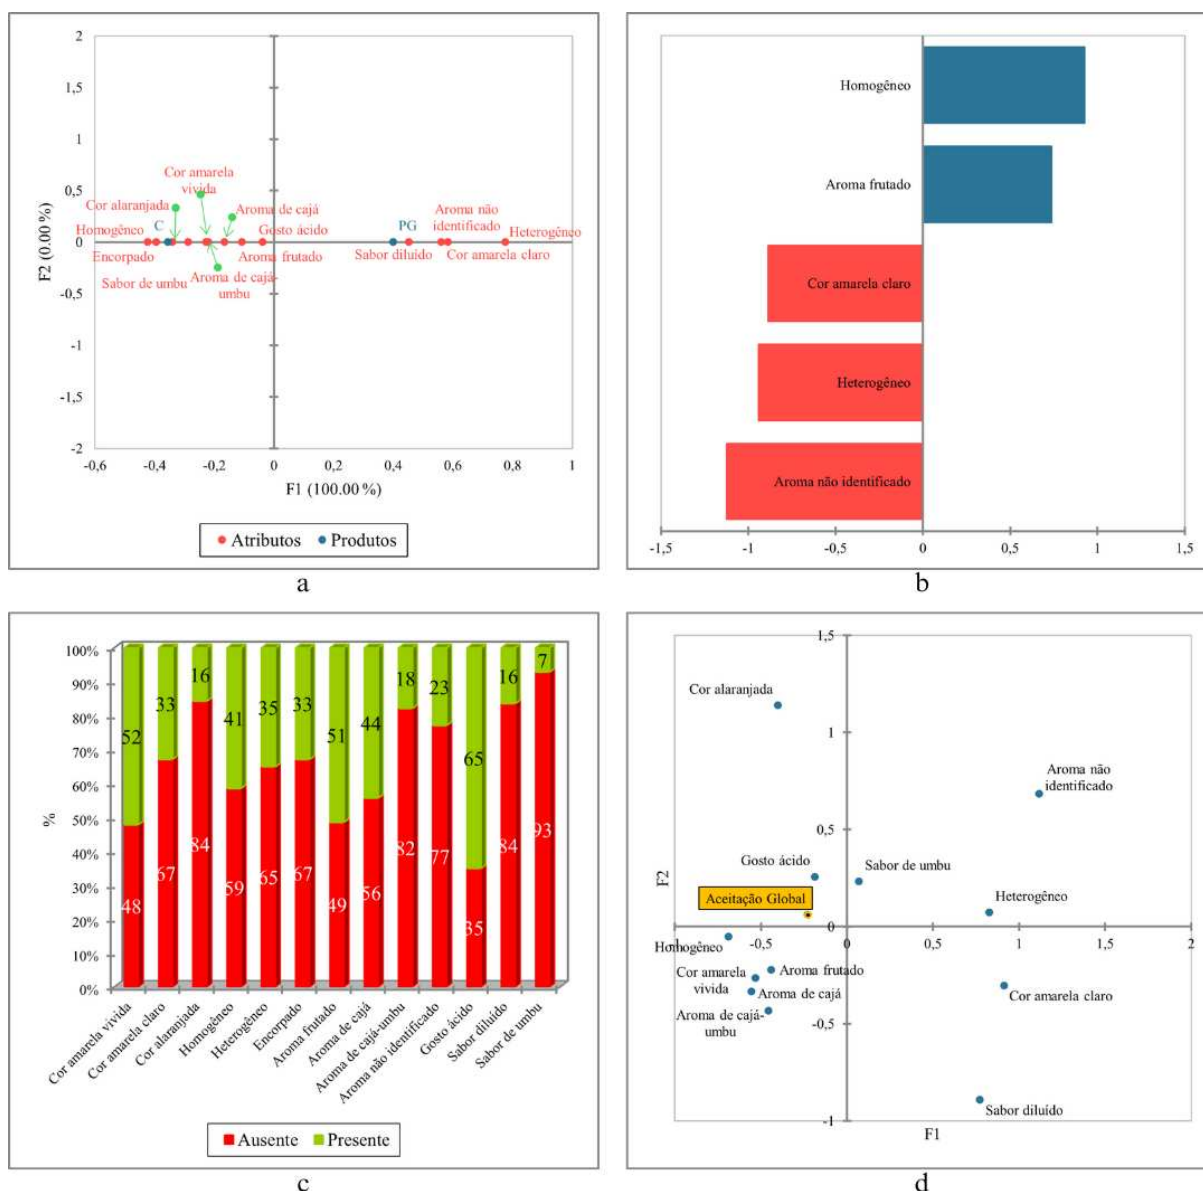 2
1,5
1
0,5
0
-0,5
-1
-1,5
-2
F2 (0.00 %)
Cor amarela
vivida
Cor alaranjada
C
Aroma de cajá
Homogêneo
Gosto ácido
Encorpado
Aroma frutado
Sabor de umbu
Aroma de cajá-
umbu
PG
Aroma não
identificado
Heterogêneo
Sabor diluído
Cor amarela claro
-0,6
-0,4
-0,2
0
0,2
0,4
0,6
0,8
1
F1 (100.00 %)
Atributos
Produtos
a
Homogêneo
Aroma frutado
Cor amarela claro
Heterogêneo
Aroma não identificado
-1,5
-1
-0,5
0
0,5
1
1,5
b
100%
90%
80%
70%
60%
50%
40%
30%
20%
10%
0%
%
52
33
16
41
35
33
51
44
18
23
65
16
7
48
67
84
59
65
67
49
56
82
77
35
84
93
Cor amarela vivida
Cor amarela claro
Cor alaranjada
Homogêneo
Heterogêneo
Encorpado
Aroma frutado
Aroma de cajá
Aroma de cajá-umbu
Aroma não identificado
Gosto ácido
Sabor diluído
Sabor de umbu
Ausente
Presente
c
1,5
1
0,5
0
-0,5
-1
F2
Cor alaranjada
Aroma não
identificado
Gosto ácido
Sabor de umbu
Aceitação Global
Heterogêneo
-1
-0,5
0
0,5
1
1,5
2
Homogêneo
Cor amarela
vivida
Aroma frutado
Aroma de cajá
Aroma de cajá-
umbu
Cor amarela claro
Sabor diluído
F1
d